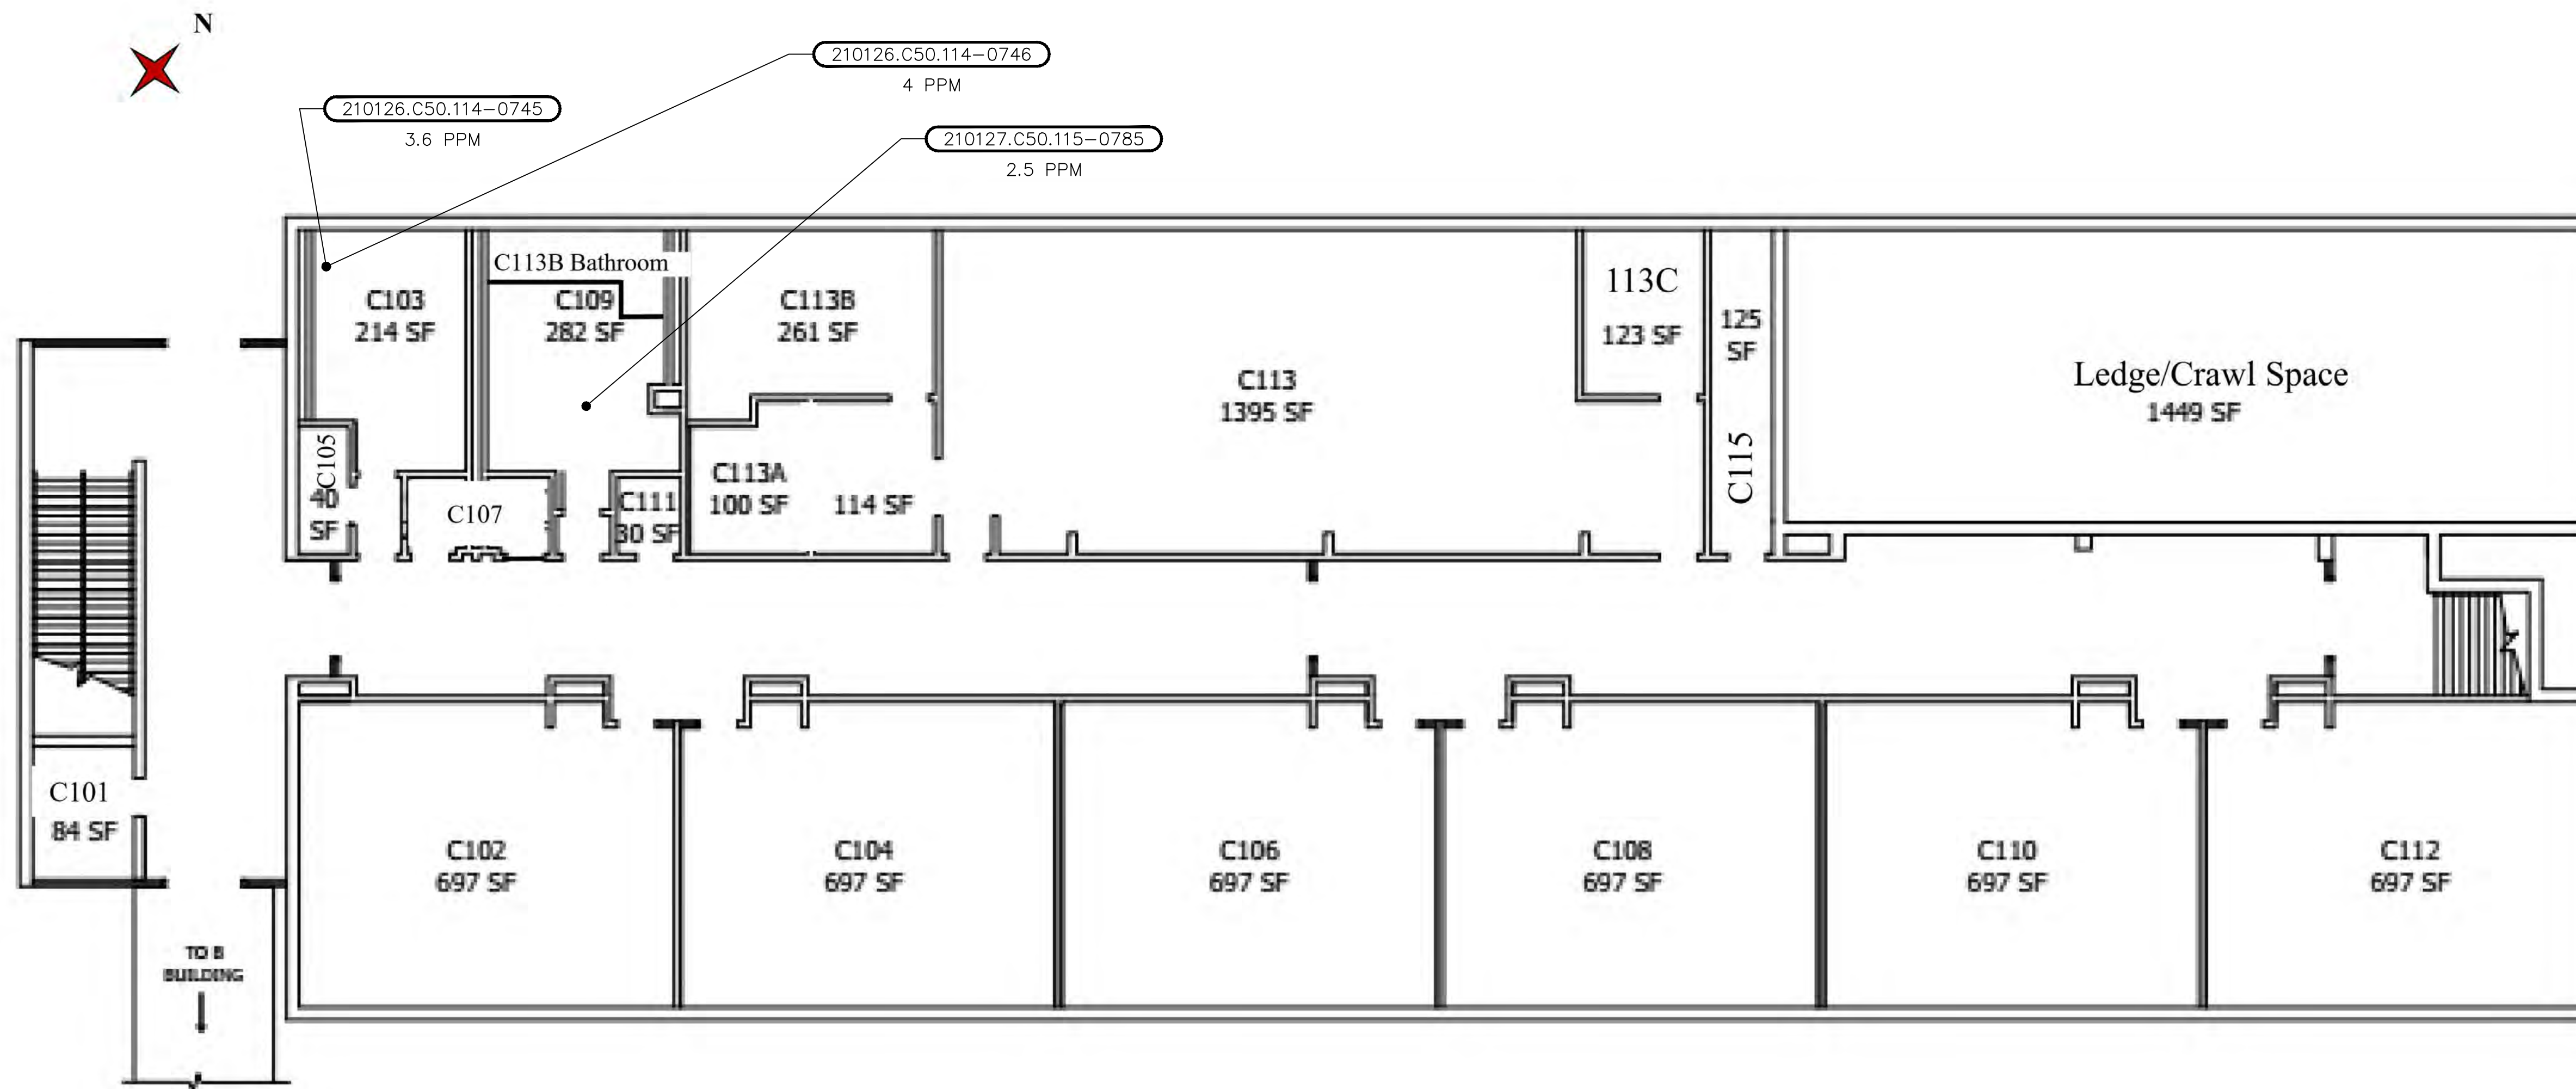 N
210126.C50.114-0746
4 PPM
210126.C50.114-0745
3.6 PPM
210127.C50.115-0785
2.5 PPM
C113B Bathroom
C103
214 SF
C109
282 SF
C113B
261 SF
113C
123 SF
125
SF
C115
C113
1395 SF
Ledge/Crawl Space
1449 SF
C105
40
SF
C107
C111
30 SF
C113A
100 SF
114 SF
C101
84 SF
C102
697 SF
C104
697 SF
C106
697 SF
C108
697 SF
C110
697 SF
C112
697 SF
TO B
BUILDING